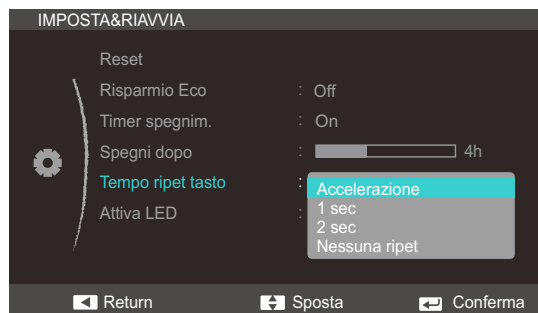 IMPOSTA&RIAVVIA
Reset
Risparmio Eco : Off
Timer spegnim. : On
Spegni dopo : 4h
Tempo ripet tasto : Accelerazione
1 sec
Attiva LED :
2 sec
Nessuna ripet
Return Sposta Conferma